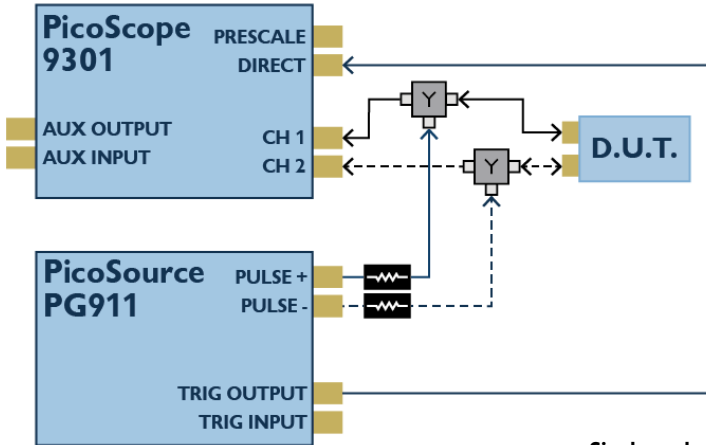 PicoScope
9301
PRESCALE
DIRECT
AUX OUTPUT
AUX INPUT
CH 1
CH 2
Y
Y
D.U.T.
PicoSource
PG911
PULSE +
PULSE -
TRIG OUTPUT
TRIG INPUT